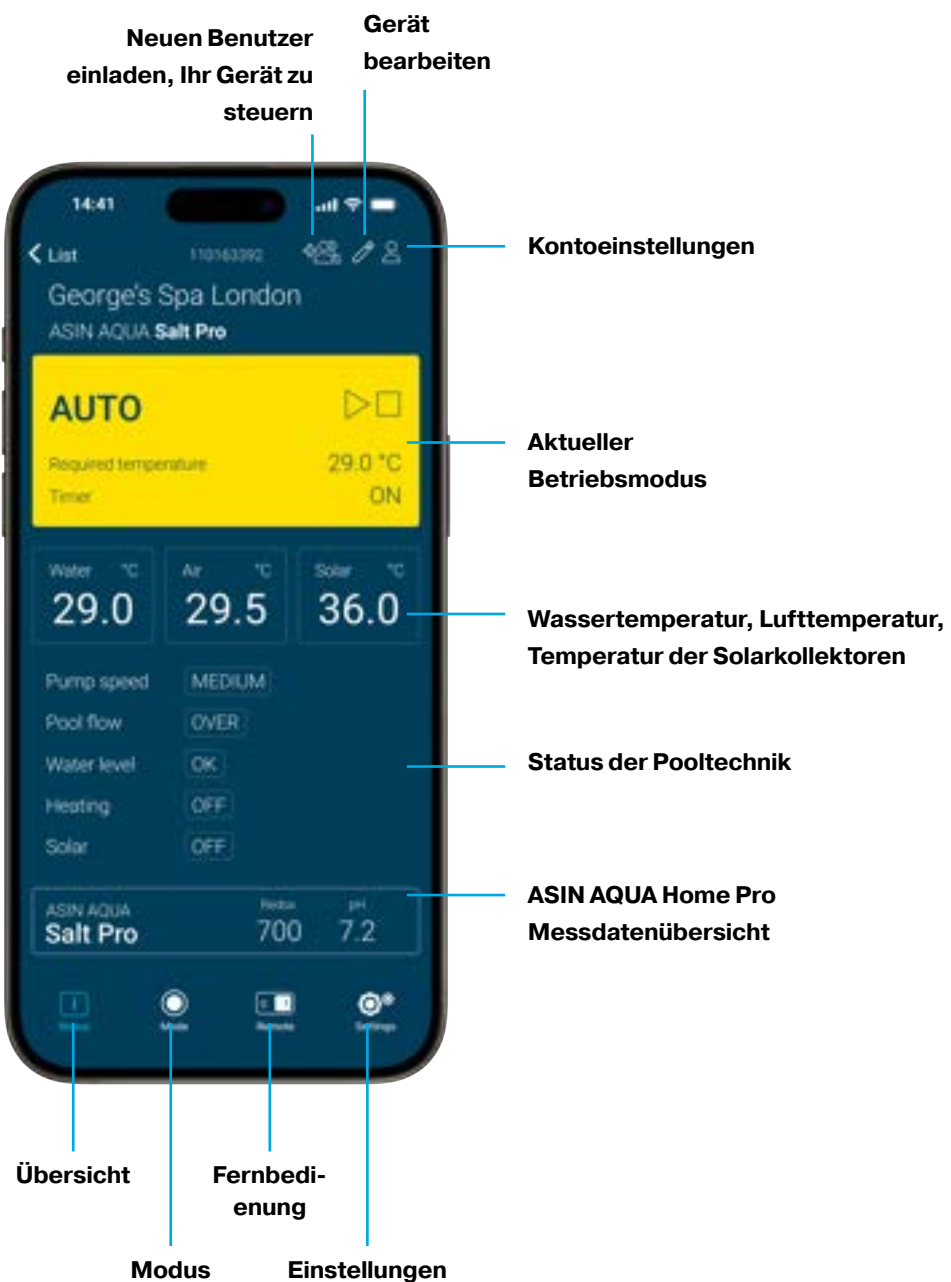 Neuen Benutzer
einladen, Ihr Gerät zu
steuern
Gerät
bearbeiten
14:41
List
110163392
Kontoeinstellungen
George's Spa London
ASIN AQUA Salt Pro
AUTO
Required temperature 29.0 °C
Timer ON
Aktueller
Betriebsmodus
Water °C Air °C Solar °C
29.0 29.5 36.0
Wassertemperatur, Lufttemperatur,
Temperatur der Solarkollektoren
Pump speed MEDIUM
Pool flow OVER
Water level OK
Heating OFF
Solar OFF
Status der Pooltechnik
ASIN AQUA Redox pH
Salt Pro 700 7.2
ASIN AQUA Home Pro
Messdatenübersicht
Mode Remote Settings
Übersicht
Fernbedi-
enung
Modus
Einstellungen